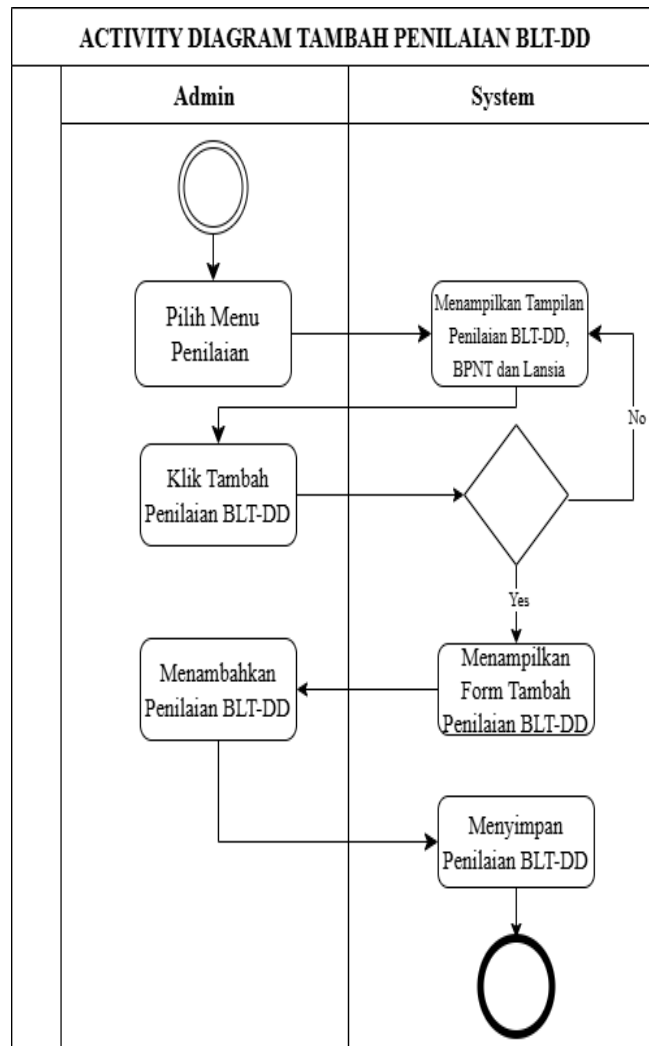 ACTIVITY DIAGRAM TAMBAH PENILAIAN BLT-DD
Admin
System
Pilih Menu
Penilaian
Menampilkan Tampilan
Penilaian BLT-DD,
BPNT dan Lansia
No
Klik Tambah
Penilaian BLT-DD
Yes
Menampilkan
Form Tambah
Penilaian BLT-DD
Menambahkan
Penilaian BLT-DD
Menyimpan
Penilaian BLT-DD